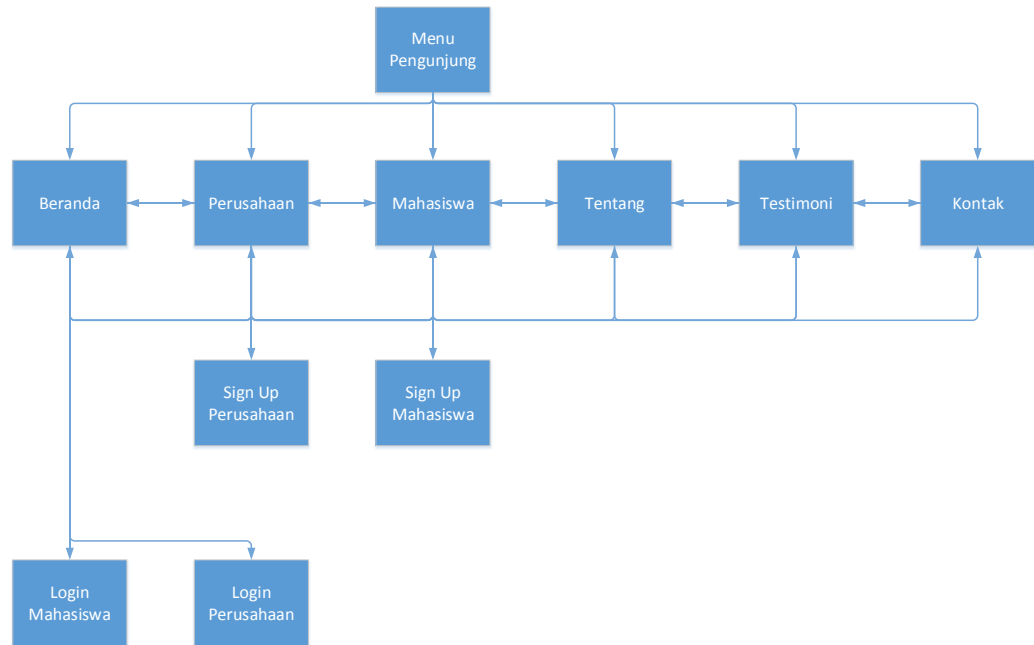 Menu
Pengunjung
Beranda
Perusahaan
Mahasiswa
Tentang
Testimoni
Kontak
Sign Up
Perusahaan
Sign Up
Mahasiswa
Login
Mahasiswa
Login
Perusahaan